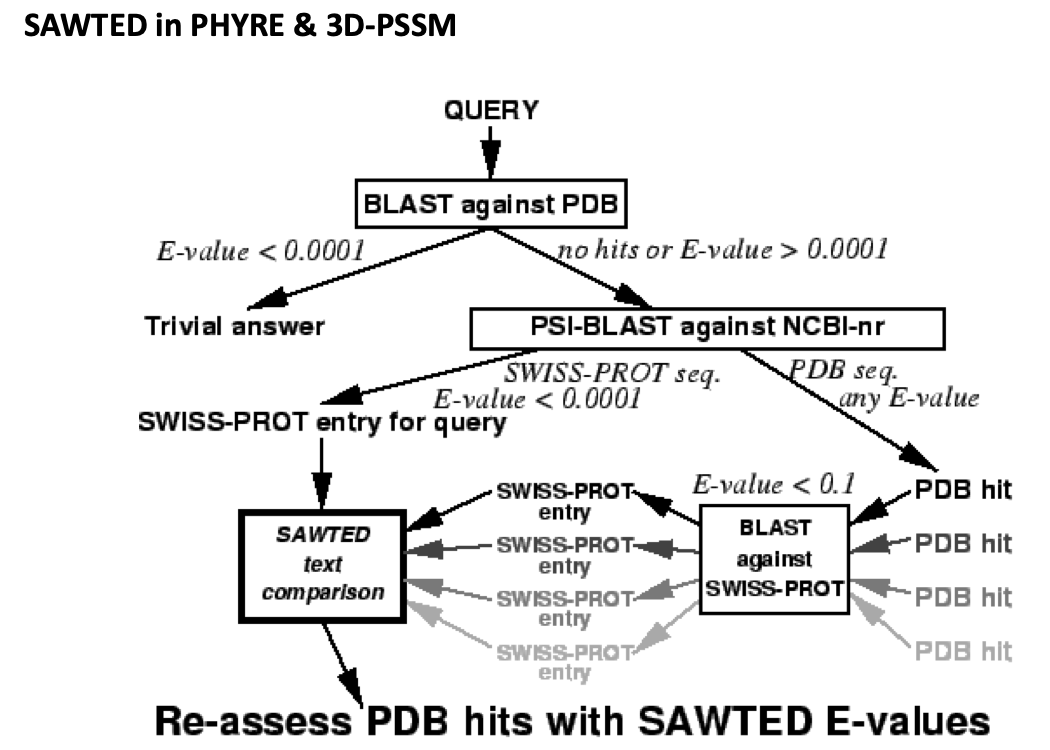 SAWTED in PHYRE & 3D-PSSM
QUERY
BLAST against PDB
E-value < 0.0001
no hits or E-value > 0.0001
Trivial answer
PSI-BLAST against NCBI-nr
SWISS-PROT seq.
E-value < 0.0001
PDB seq.
any E-value
SWISS-PROT entry for query
E-value < 0.1
PDB hit
PDB hit
PDB hit
PDB hit
BLAST
against
SWISS-PROT
SWISS-PROT
entry
SWISS-PROT
entry
SWISS-PROT
entry
SWISS-PROT
entry
SAWTED
text
comparison
Re-assess PDB hits with SAWTED E-values